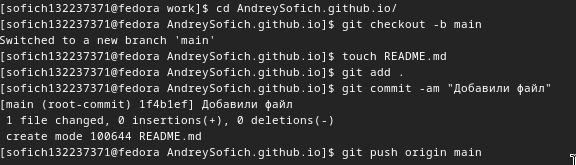 [sofich132237371@fedora work]$ cd AndreySofich.github.io/
[sofich132237371@fedora AndreySofich.github.io]$ git checkout -b main
Switched to a new branch 'main'
[sofich132237371@fedora AndreySofich.github.io]$ touch README.md
[sofich132237371@fedora AndreySofich.github.io]$ git add .
[sofich132237371@fedora AndreySofich.github.io]$ git commit -am "Добавили файл"
[main (root-commit) 1f4b1ef] Добавили файл
 1 file changed, 0 insertions(+), 0 deletions(-)
 create mode 100644 README.md
[sofich132237371@fedora AndreySofich.github.io]$ git push origin main